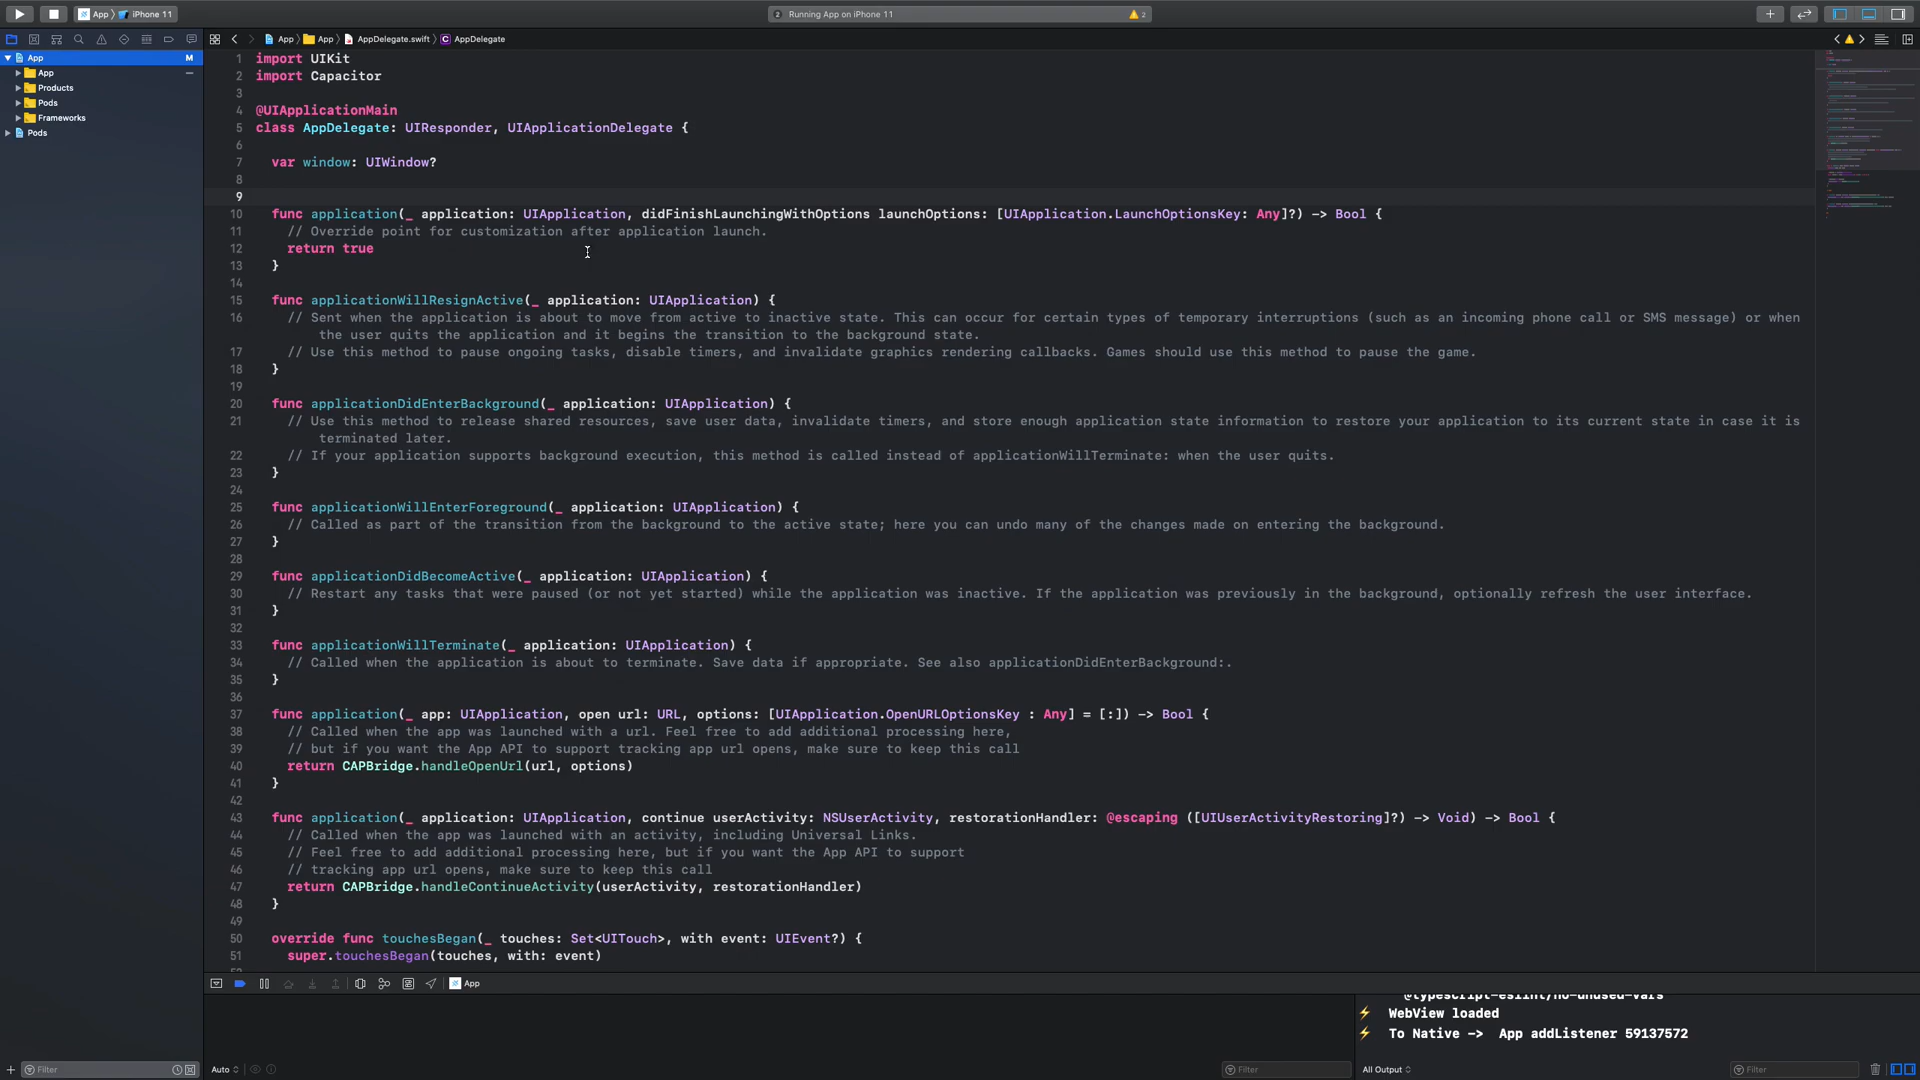 App
iPhone 11
2
Running App on iPhone 11
2
App
App
AppDelegate.swift
C
AppDelegate
App
M
App
Products
Pods
Frameworks
Pods
1 import UIKit
2 import Capacitor
3
4 @UIApplicationMain
5 class AppDelegate: UIResponder, UIApplicationDelegate {
6
7 var window: UIWindow?
8
9
10 func application(_ application: UIApplication, didFinishLaunchingWithOptions launchOptions: [UIApplication.LaunchOptionsKey: Any]?) -> Bool {
11 // Override point for customization after application launch.
12 return true
13 }
14
15 func applicationWillResignActive(_ application: UIApplication) {
16 // Sent when the application is about to move from active to inactive state. This can occur for certain types of temporary interruptions (such as an incoming phone call or SMS message) or when
the user quits the application and it begins the transition to the background state.
17 // Use this method to pause ongoing tasks, disable timers, and invalidate graphics rendering callbacks. Games should use this method to pause the game.
18 }
19
20 func applicationDidEnterBackground(_ application: UIApplication) {
21 // Use this method to release shared resources, save user data, invalidate timers, and store enough application state information to restore your application to its current state in case it is
terminated later.
22 // If your application supports background execution, this method is called instead of applicationWillTerminate: when the user quits.
23 }
24
25 func applicationWillEnterForeground(_ application: UIApplication) {
26 // Called as part of the transition from the background to the active state; here you can undo many of the changes made on entering the background.
27 }
28
29 func applicationDidBecomeActive(_ application: UIApplication) {
30 // Restart any tasks that were paused (or not yet started) while the application was inactive. If the application was previously in the background, optionally refresh the user interface.
31 }
32
33 func applicationWillTerminate(_ application: UIApplication) {
34 // Called when the application is about to terminate. Save data if appropriate. See also applicationDidEnterBackground:.
35 }
36
37 func application(_ app: UIApplication, open url: URL, options: [UIApplication.OpenURLOptionsKey : Any] = [:]) -> Bool {
38 // Called when the app was launched with a url. Feel free to add additional processing here,
39 // but if you want the App API to support tracking app url opens, make sure to keep this call
40 return CAPBridge.handleOpenUrl(url, options)
41 }
42
43 func application(_ application: UIApplication, continue userActivity: NSUserActivity, restorationHandler: @escaping ([UIUserActivityRestoring]?) -> Void) -> Bool {
44 // Called when the app was launched with an activity, including Universal Links.
45 // Feel free to add additional processing here, but if you want the App API to support
46 // tracking app url opens, make sure to keep this call
47 return CAPBridge.handleContinueActivity(userActivity, restorationHandler)
48 }
49
50 override func touchesBegan(_ touches: Set<UITouch>, with event: UIEvent?) {
51 super.touchesBegan(touches, with: event)
App
@typescript-eslint/no-unused-vars
⚡ WebView loaded
⚡ To Native -> App addListener 59137572
Filter
Auto
Filter
All Output
Filter